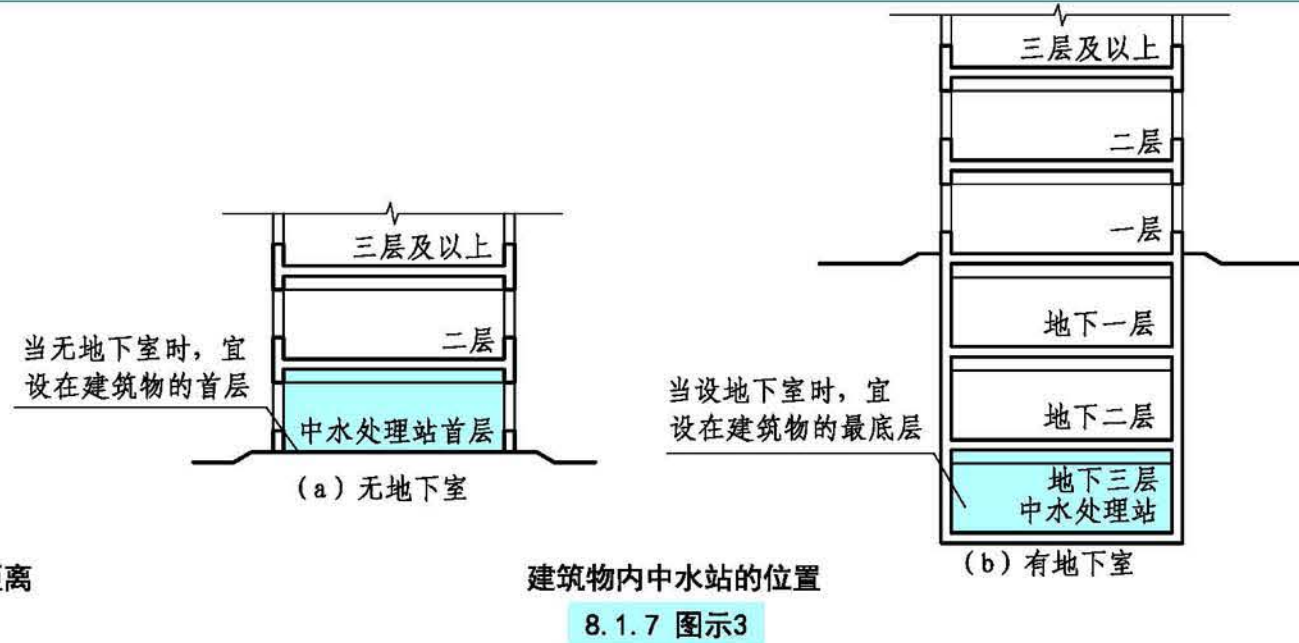 三层及以上
二层
中水处理站首层
当无地下室时，宜
设在建筑物的首层
(a)无地下室
三层及以上
二层
一层
地下一层
地下二层
地下三层
中水处理站
当设地下室时，宜
设在建筑物的最底层
(b)有地下室
离
建筑物内中水站的位置
8.1.7 图示3